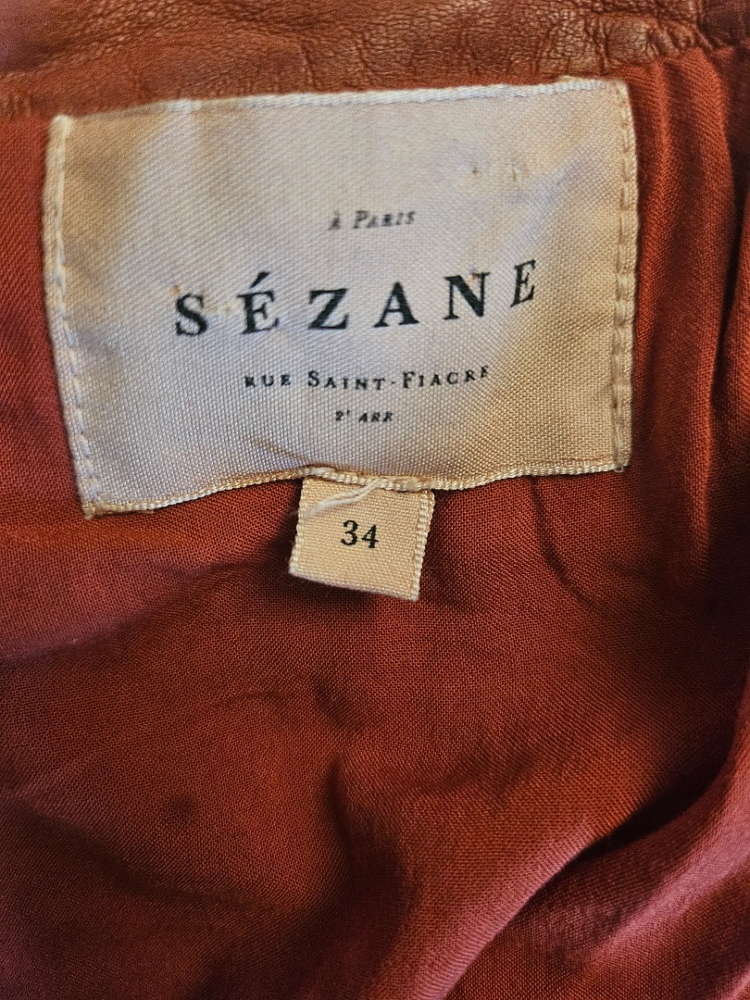 À PARIS
SÉZANE
RUE SAINT-FIACRE
2ᵉ ARR
34